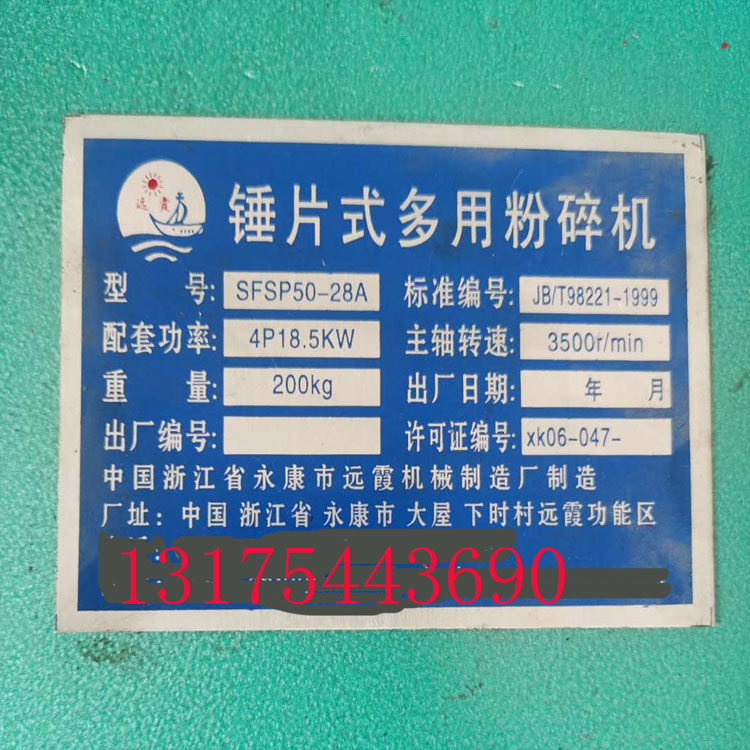 远霞
锤片式多用粉碎机
型 号: SFSP50-28A 标准编号: JB/T98221-1999
配套功率: 4P18.5KW 主轴转速: 3500r/min
重 量: 200kg 出厂日期: 年 月
出厂编号: 许可证编号: xk06-047-
中国浙江省永康市远霞机械制造厂制造
厂址: 中国 浙江省 永康市 大屋 下时村远霞功能区
13175443690